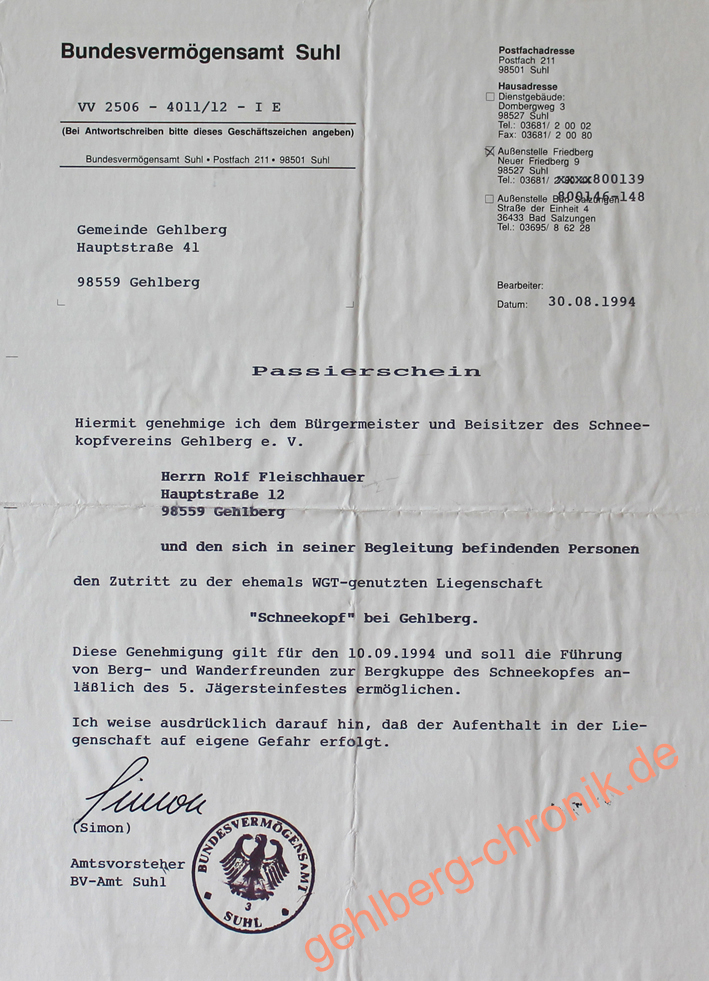 Bundesvermögensamt Suhl
VV 2506 - 4011/12 - I E
(Bei Antwortschreiben bitte dieses Geschäftszeichen angeben)
Bundesvermögensamt Suhl • Postfach 211 • 98501 Suhl
Postfachadresse
Postfach 211
98501 Suhl
Hausadresse
Dienstgebäude:
Dombergweg 3
98527 Suhl
Tel.: 03681/ 2 00 02
Fax: 03681/ 2 00 80
Außenstelle Friedberg
Neuer Friedberg 9
98527 Suhl
Tel.: 03681/ 800139
800146-148
Außenstelle Bad Salzungen
Straße der Einheit 4
36433 Bad Salzungen
Tel.: 03695/ 8 62 28
Gemeinde Gehlberg
Hauptstraße 41
98559 Gehlberg
Bearbeiter:
Datum: 30.08.1994
Passierschein
Hiermit genehmige ich dem Bürgermeister und Beisitzer des Schnee-
kopfvereins Gehlberg e. V.
Herrn Rolf Fleischhauer
Hauptstraße 12
98559 Gehlberg
und den sich in seiner Begleitung befindenden Personen
den Zutritt zu der ehemals WGT-genutzten Liegenschaft
"Schneekopf" bei Gehlberg.
Diese Genehmigung gilt für den 10.09.1994 und soll die Führung
von Berg- und Wanderfreunden zur Bergkuppe des Schneekopfes an-
läßlich des 5. Jägersteinfestes ermöglichen.
Ich weise ausdrücklich darauf hin, daß der Aufenthalt in der Lie-
genschaft auf eigene Gefahr erfolgt.
Simon
(Simon)
Amtsvorsteher
BV-Amt Suhl
BUNDESVERMÖGENSAMT
3
SUHL
gehlberg-chronik.de